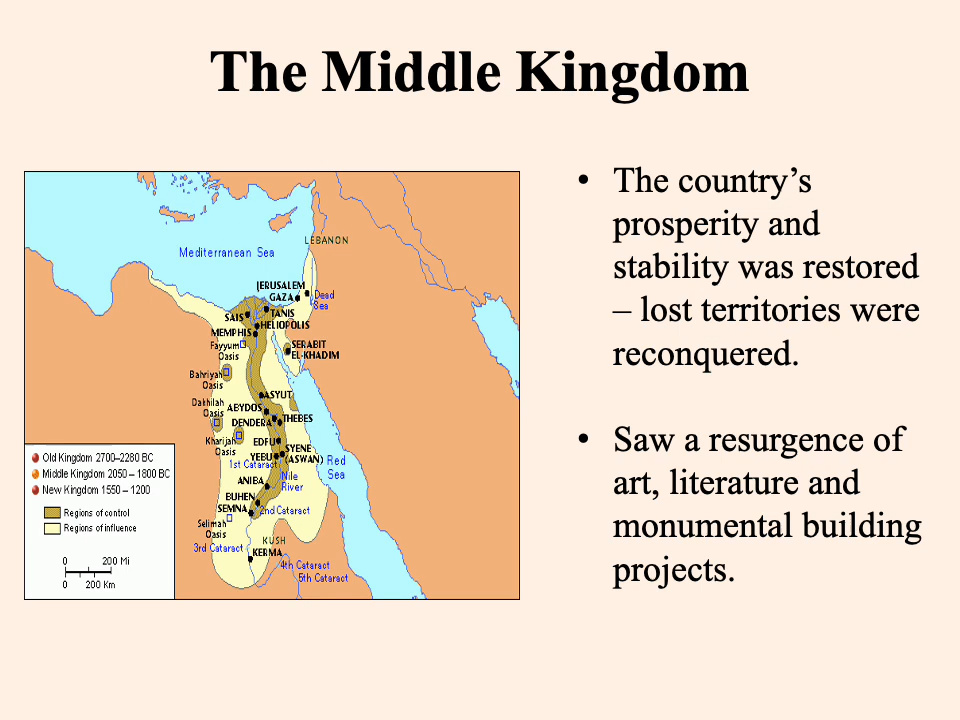 The Middle Kingdom
• The country’s
prosperity and
stability was restored
– lost territories were
reconquered.
• Saw a resurgence of
art, literature and
monumental building
projects.
LEBANON
Mediterranean Sea
JERUSALEM
GAZA
Dead
Sea
TANIS
SAIS
HELIOPOLIS
MEMPHIS
Fayyum
Oasis
SERABIT
EL-KHADIM
Bahriyah
Oasis
ASYUT
Dakhilah
Oasis
ABYDOS
THEBES
DENDERA
Kharijah
Oasis
EDFU
SYENE
(ASWAN)
YEBU
1st Cataract
Red
Sea
Nile
River
ANIBA
BUHEN
SEMNA
2nd Cataract
Selimah
Oasis
KUSH
3rd Cataract
KERMA
4th Cataract
5th Cataract
Old Kingdom 2700–2280 BC
Middle Kingdom 2050 – 1800 BC
New Kingdom 1550 – 1200
Regions of control
Regions of influence
0 200 Mi
0 200 Km